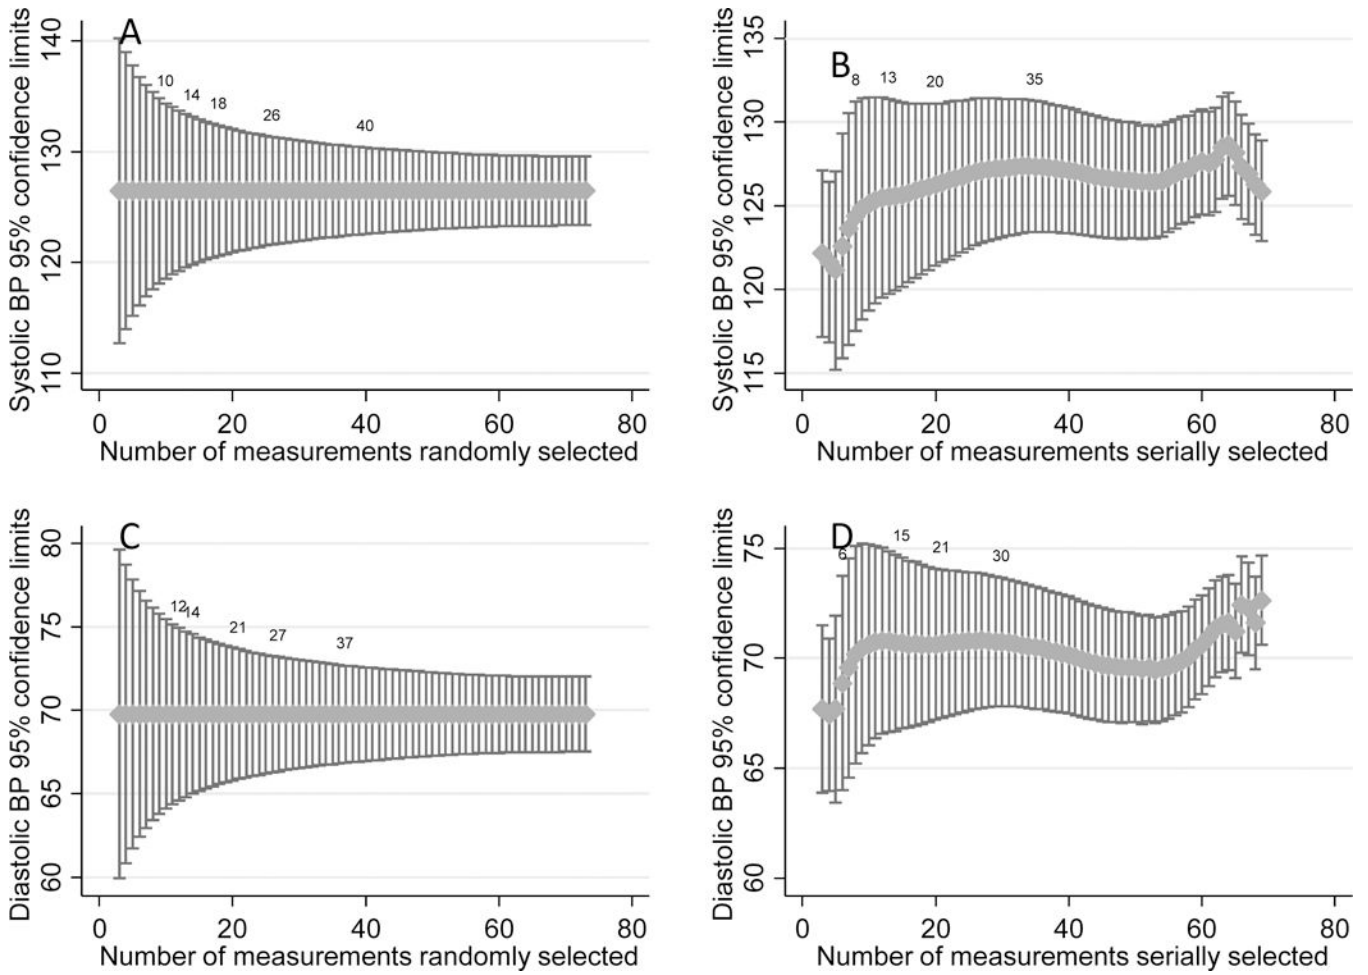 A
Systolic BP 95% confidence limits
140
130
120
110
10
14
18
26
40
0 20 40 60 80
Number of measurements randomly selected
B
Systolic BP 95% confidence limits
135
130
125
120
115
8
13
20
35
0 20 40 60 80
Number of measurements serially selected
C
Diastolic BP 95% confidence limits
80
75
70
65
60
12
14
21
27
37
0 20 40 60 80
Number of measurements randomly selected
D
Diastolic BP 95% confidence limits
75
70
65
60
6
15
21
30
0 20 40 60 80
Number of measurements serially selected